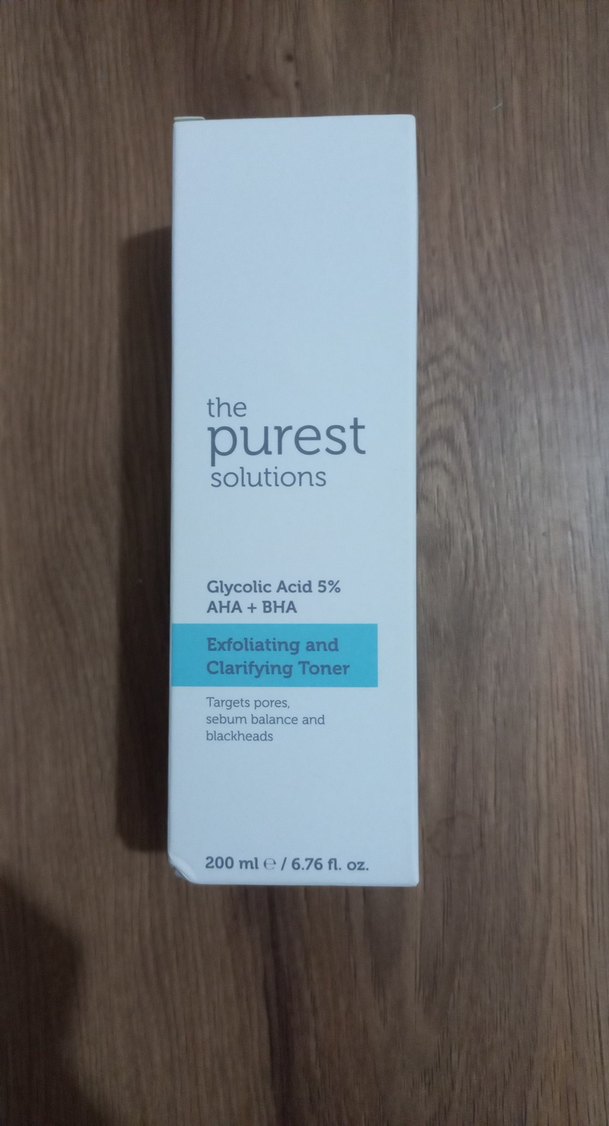 the
purest
solutions
Glycolic Acid 5%
AHA + BHA
Exfoliating and
Clarifying Toner
Targets pores,
sebum balance and
blackheads
200 ml ℮ / 6.76 fl. oz.